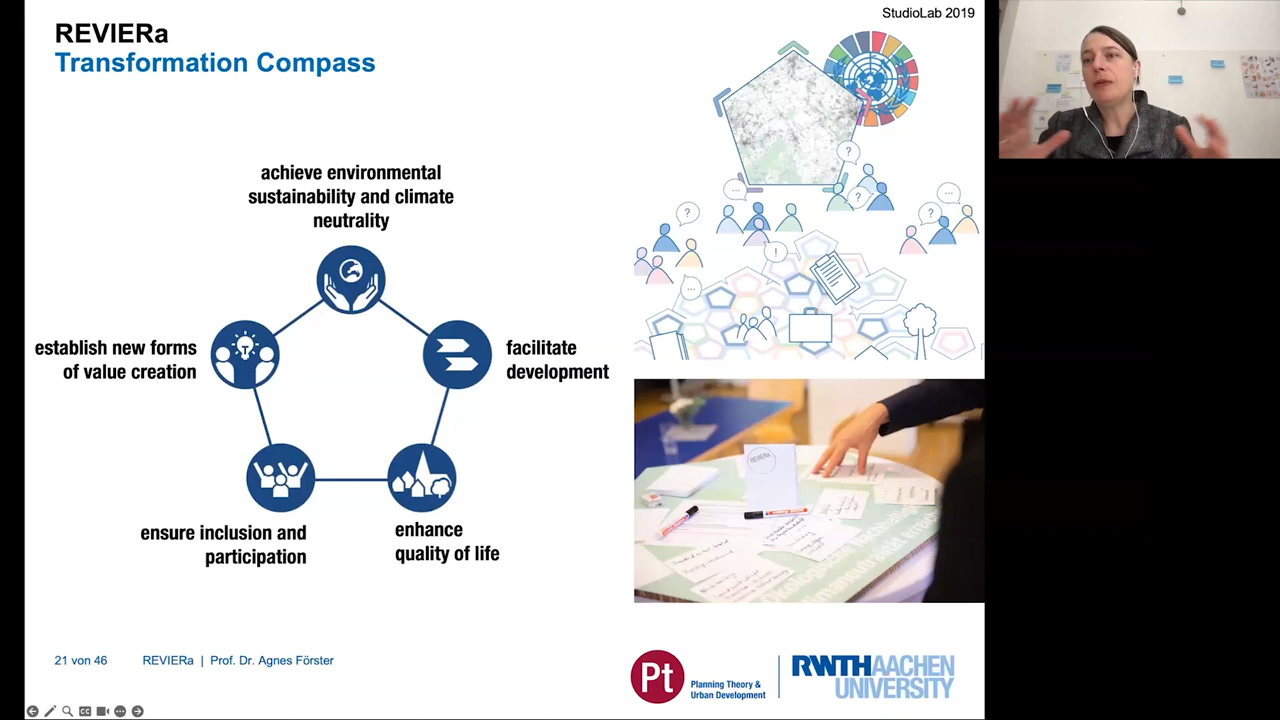 StudioLab 2019
REVIERa
Transformation Compass
achieve environmental
sustainability and climate
neutrality
establish new forms
of value creation
facilitate
development
ensure inclusion and
participation
enhance
quality of life
REVIERa
21 von 46
REVIERa | Prof. Dr. Agnes Förster
Pt
Planning Theory &
Urban Development
RWTHAACHEN
UNIVERSITY